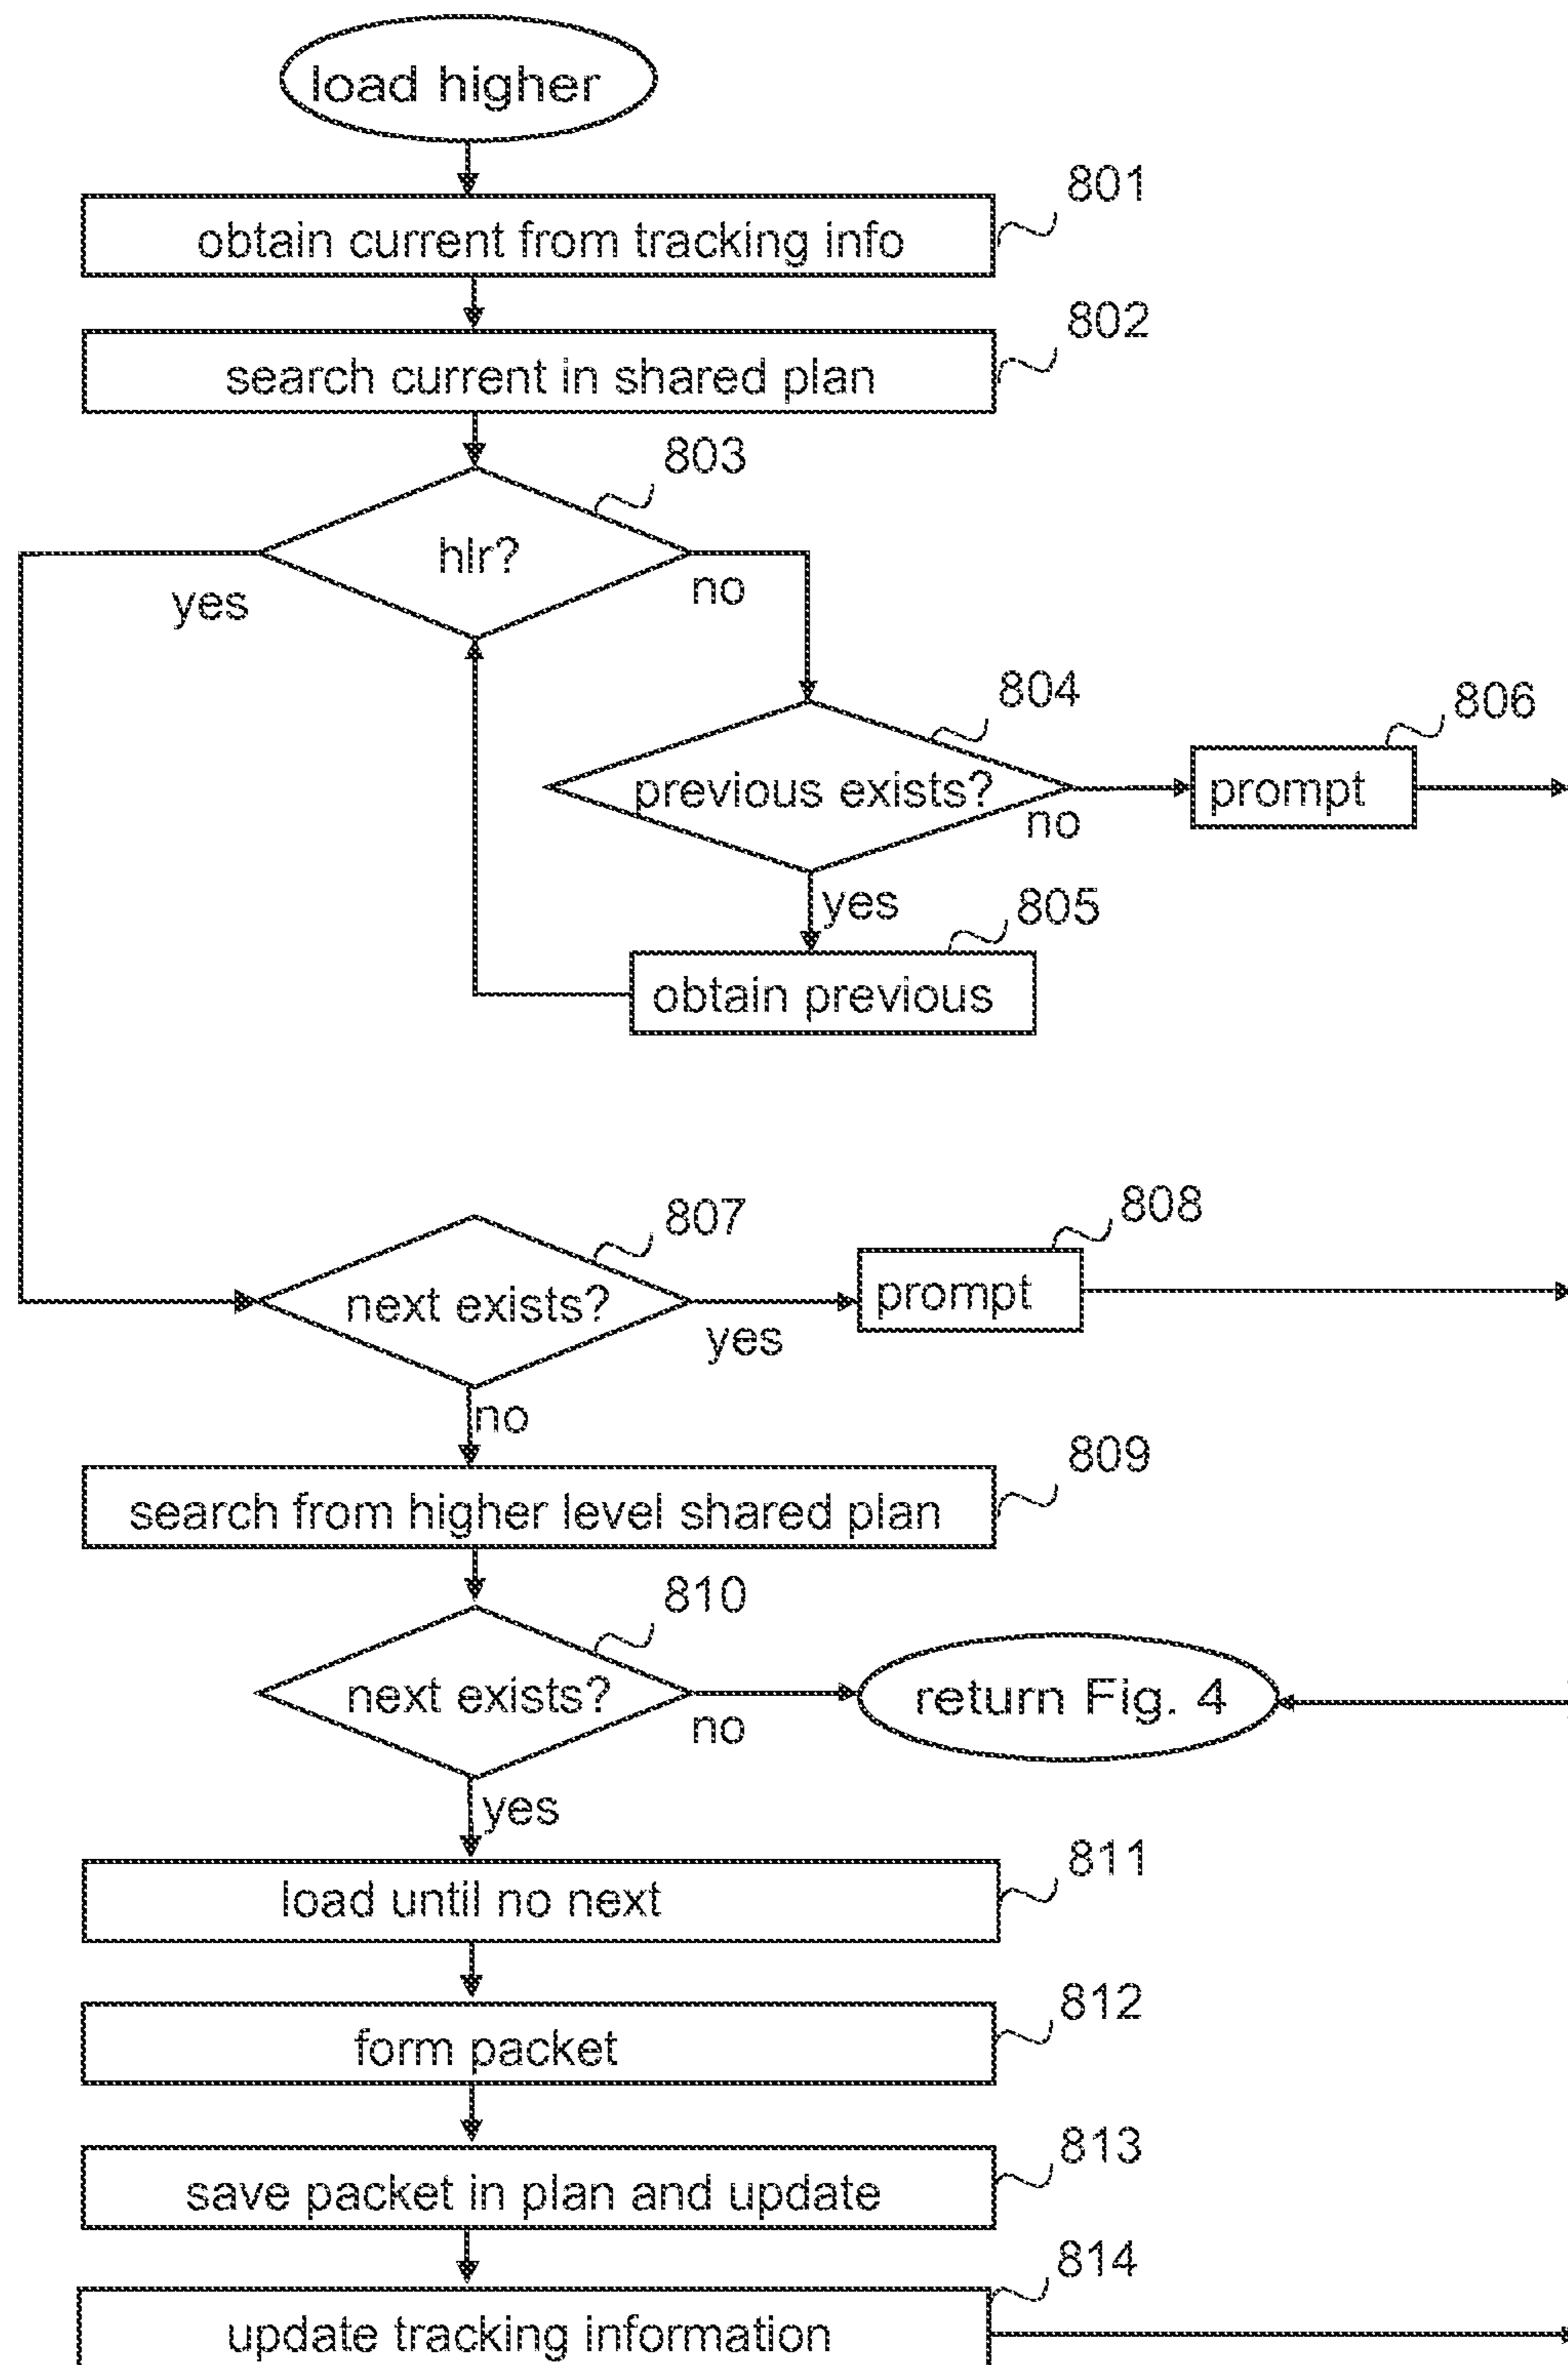 load higher
801
obtain current from tracking info
802
search current in shared plan
803
hlr?
yes
no
804
previous exists?
no
806
prompt
yes
805
obtain previous
807
next exists?
yes
808
prompt
no
809
search from higher level shared plan
810
next exists?
no
return Fig. 4
yes
811
load until no next
812
form packet
813
save packet in plan and update
814
update tracking information